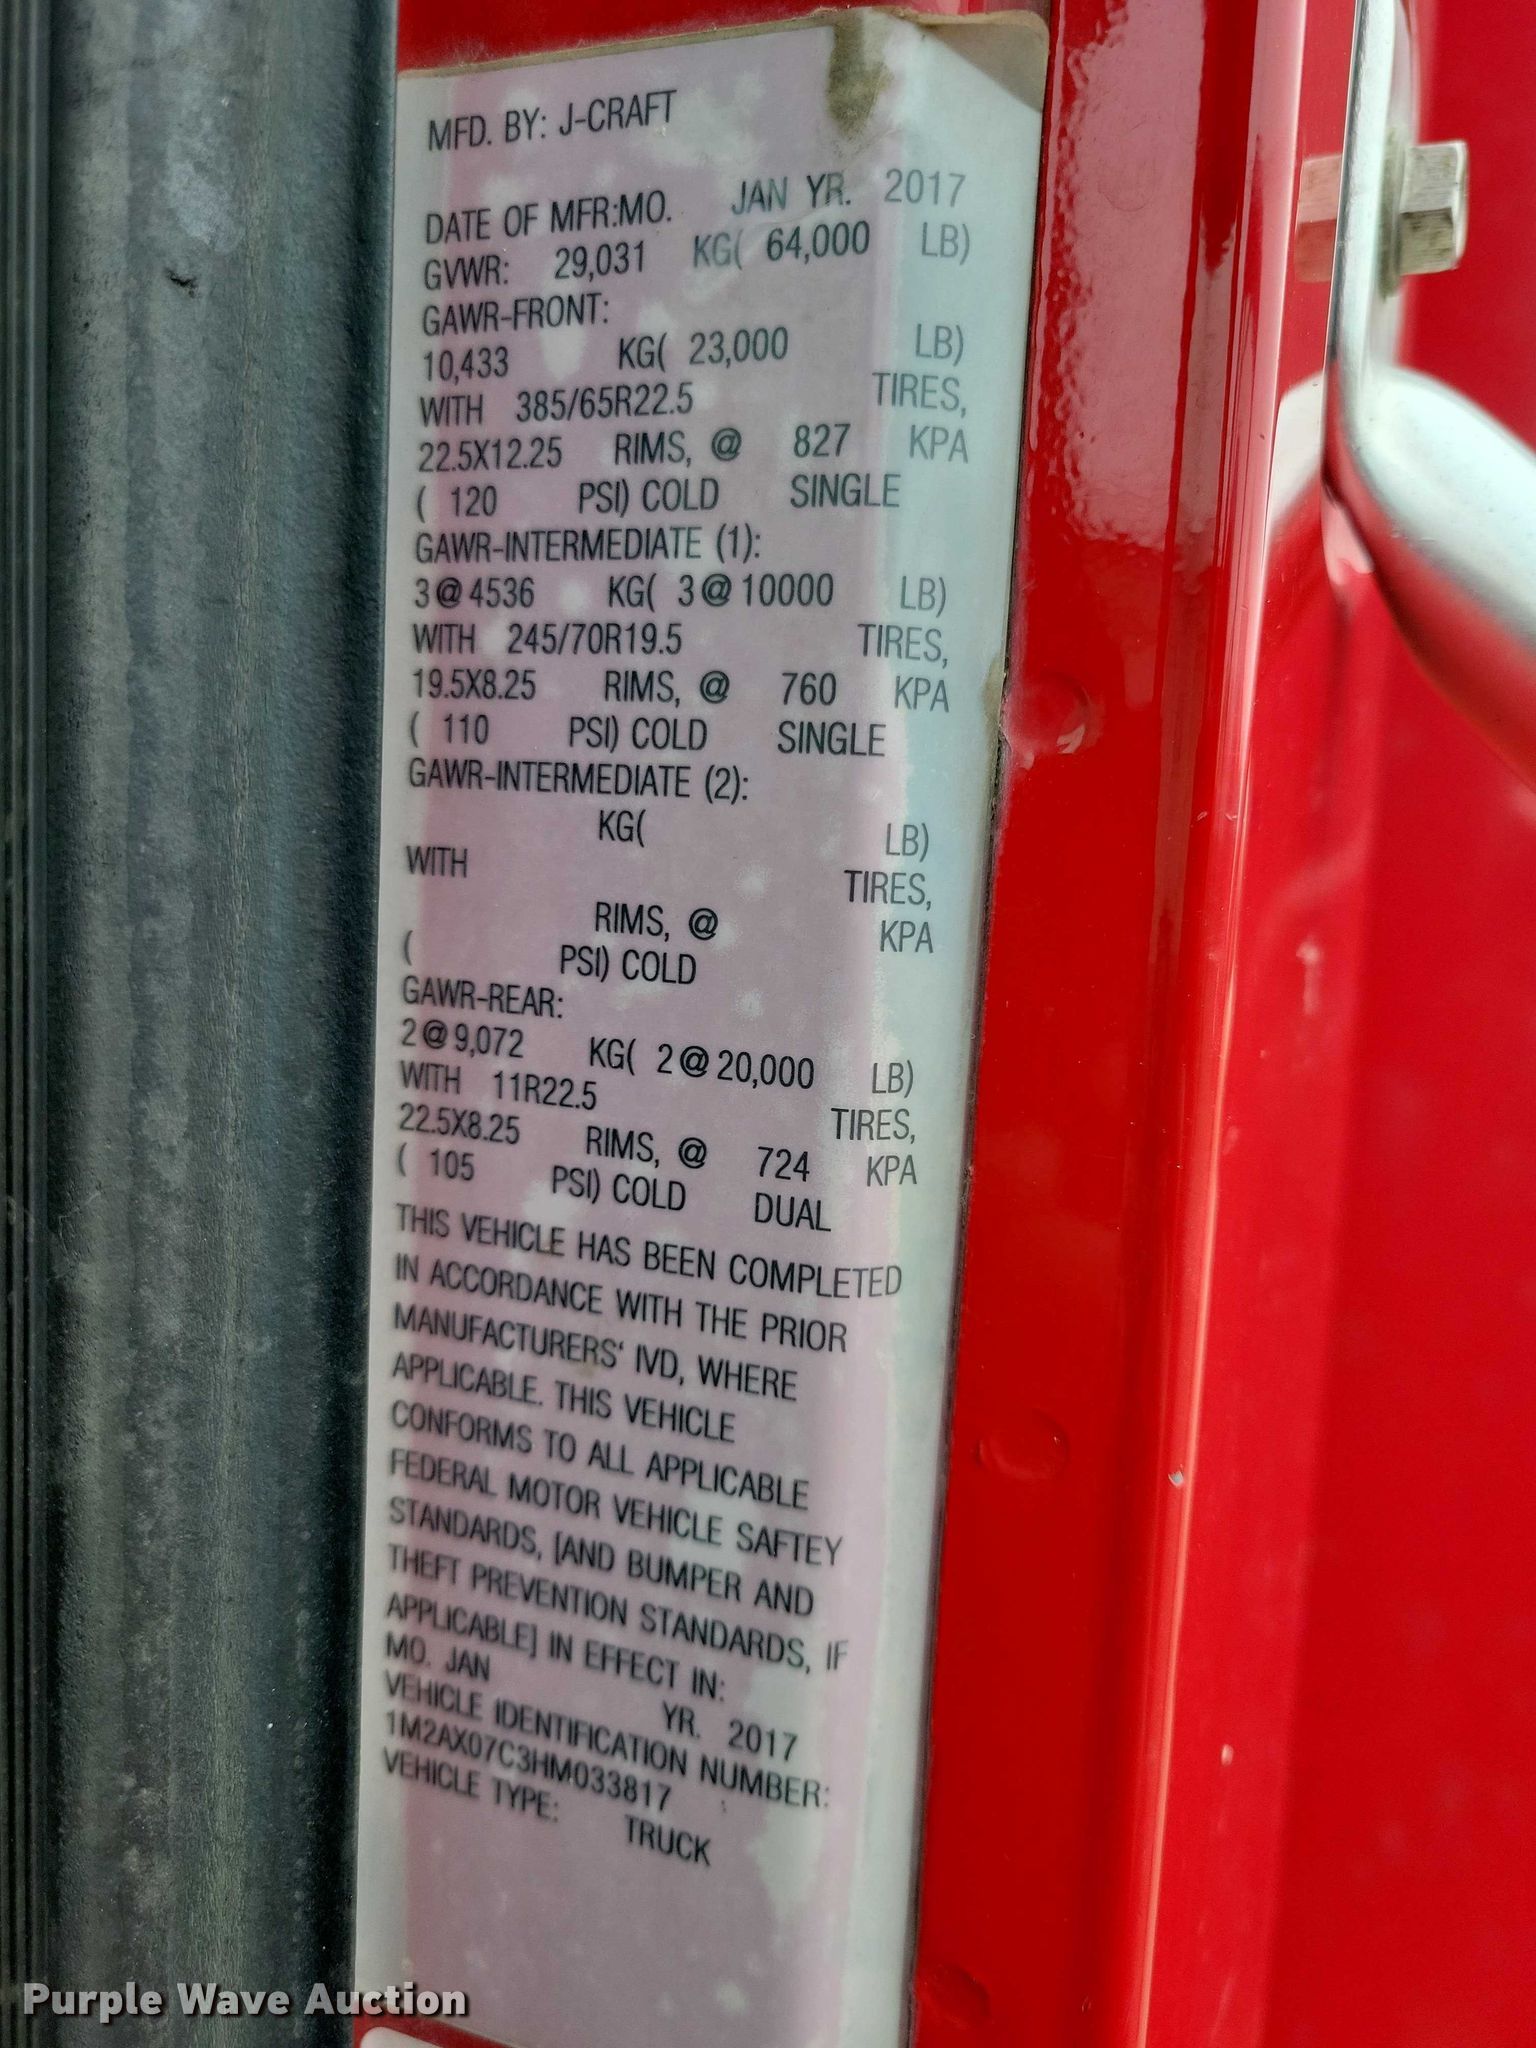 MFD. BY: J-CRAFT
DATE OF MFR:MO. JAN YR. 2017
GVWR: 29,031 KG( 64,000 LB)
GAWR-FRONT:
10,433 KG( 23,000 LB)
WITH 385/65R22.5 TIRES,
22.5X12.25 RIMS, @ 827 KPA
( 120 PSI) COLD SINGLE
GAWR-INTERMEDIATE (1):
3@4536 KG( 3@10000 LB)
WITH 245/70R19.5 TIRES,
19.5X8.25 RIMS, @ 760 KPA
( 110 PSI) COLD SINGLE
GAWR-INTERMEDIATE (2):
KG( LB)
WITH TIRES,
RIMS, @ KPA
( PSI) COLD
GAWR-REAR:
2@9,072 KG( 2@20,000 LB)
WITH 11R22.5 TIRES,
22.5X8.25 RIMS, @ 724 KPA
( 105 PSI) COLD DUAL
THIS VEHICLE HAS BEEN COMPLETED
IN ACCORDANCE WITH THE PRIOR
MANUFACTURERS' IVD, WHERE
APPLICABLE. THIS VEHICLE
CONFORMS TO ALL APPLICABLE
FEDERAL MOTOR VEHICLE SAFTEY
STANDARDS, [AND BUMPER AND
THEFT PREVENTION STANDARDS, IF
APPLICABLE] IN EFFECT IN:
MO. JAN YR. 2017
VEHICLE IDENTIFICATION NUMBER:
1M2AX07C3HM033817
VEHICLE TYPE: TRUCK
Purple Wave Auction